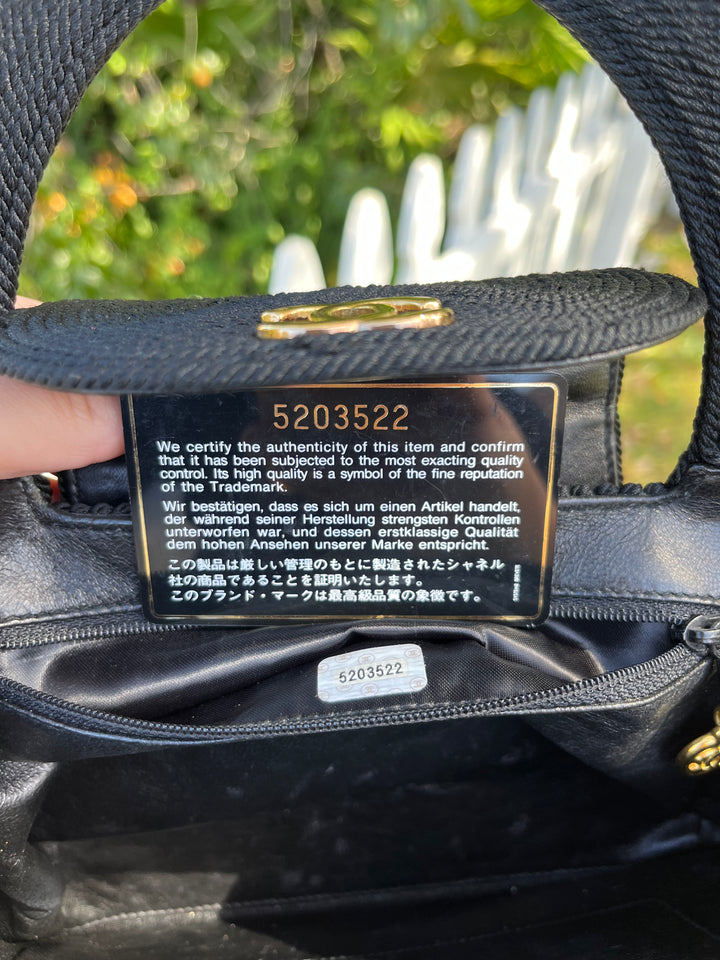 5203522
We certify the authenticity of this item and confirm
that it has been subjected to the most exacting quality
control. Its high quality is a symbol of the fine reputation
of the Trademark.
Wir bestätigen, dass es sich um einen Artikel handelt,
der während seiner Herstellung strengsten Kontrollen
unterworfen war, und dessen erstklassige Qualität
dem hohen Ansehen unserer Marke entspricht.
この製品は厳しい管理のもとに製造されたシャネル
社の商品であることを証明いたします。
このブランド・マークは最高級品質の象徴です。
5203522